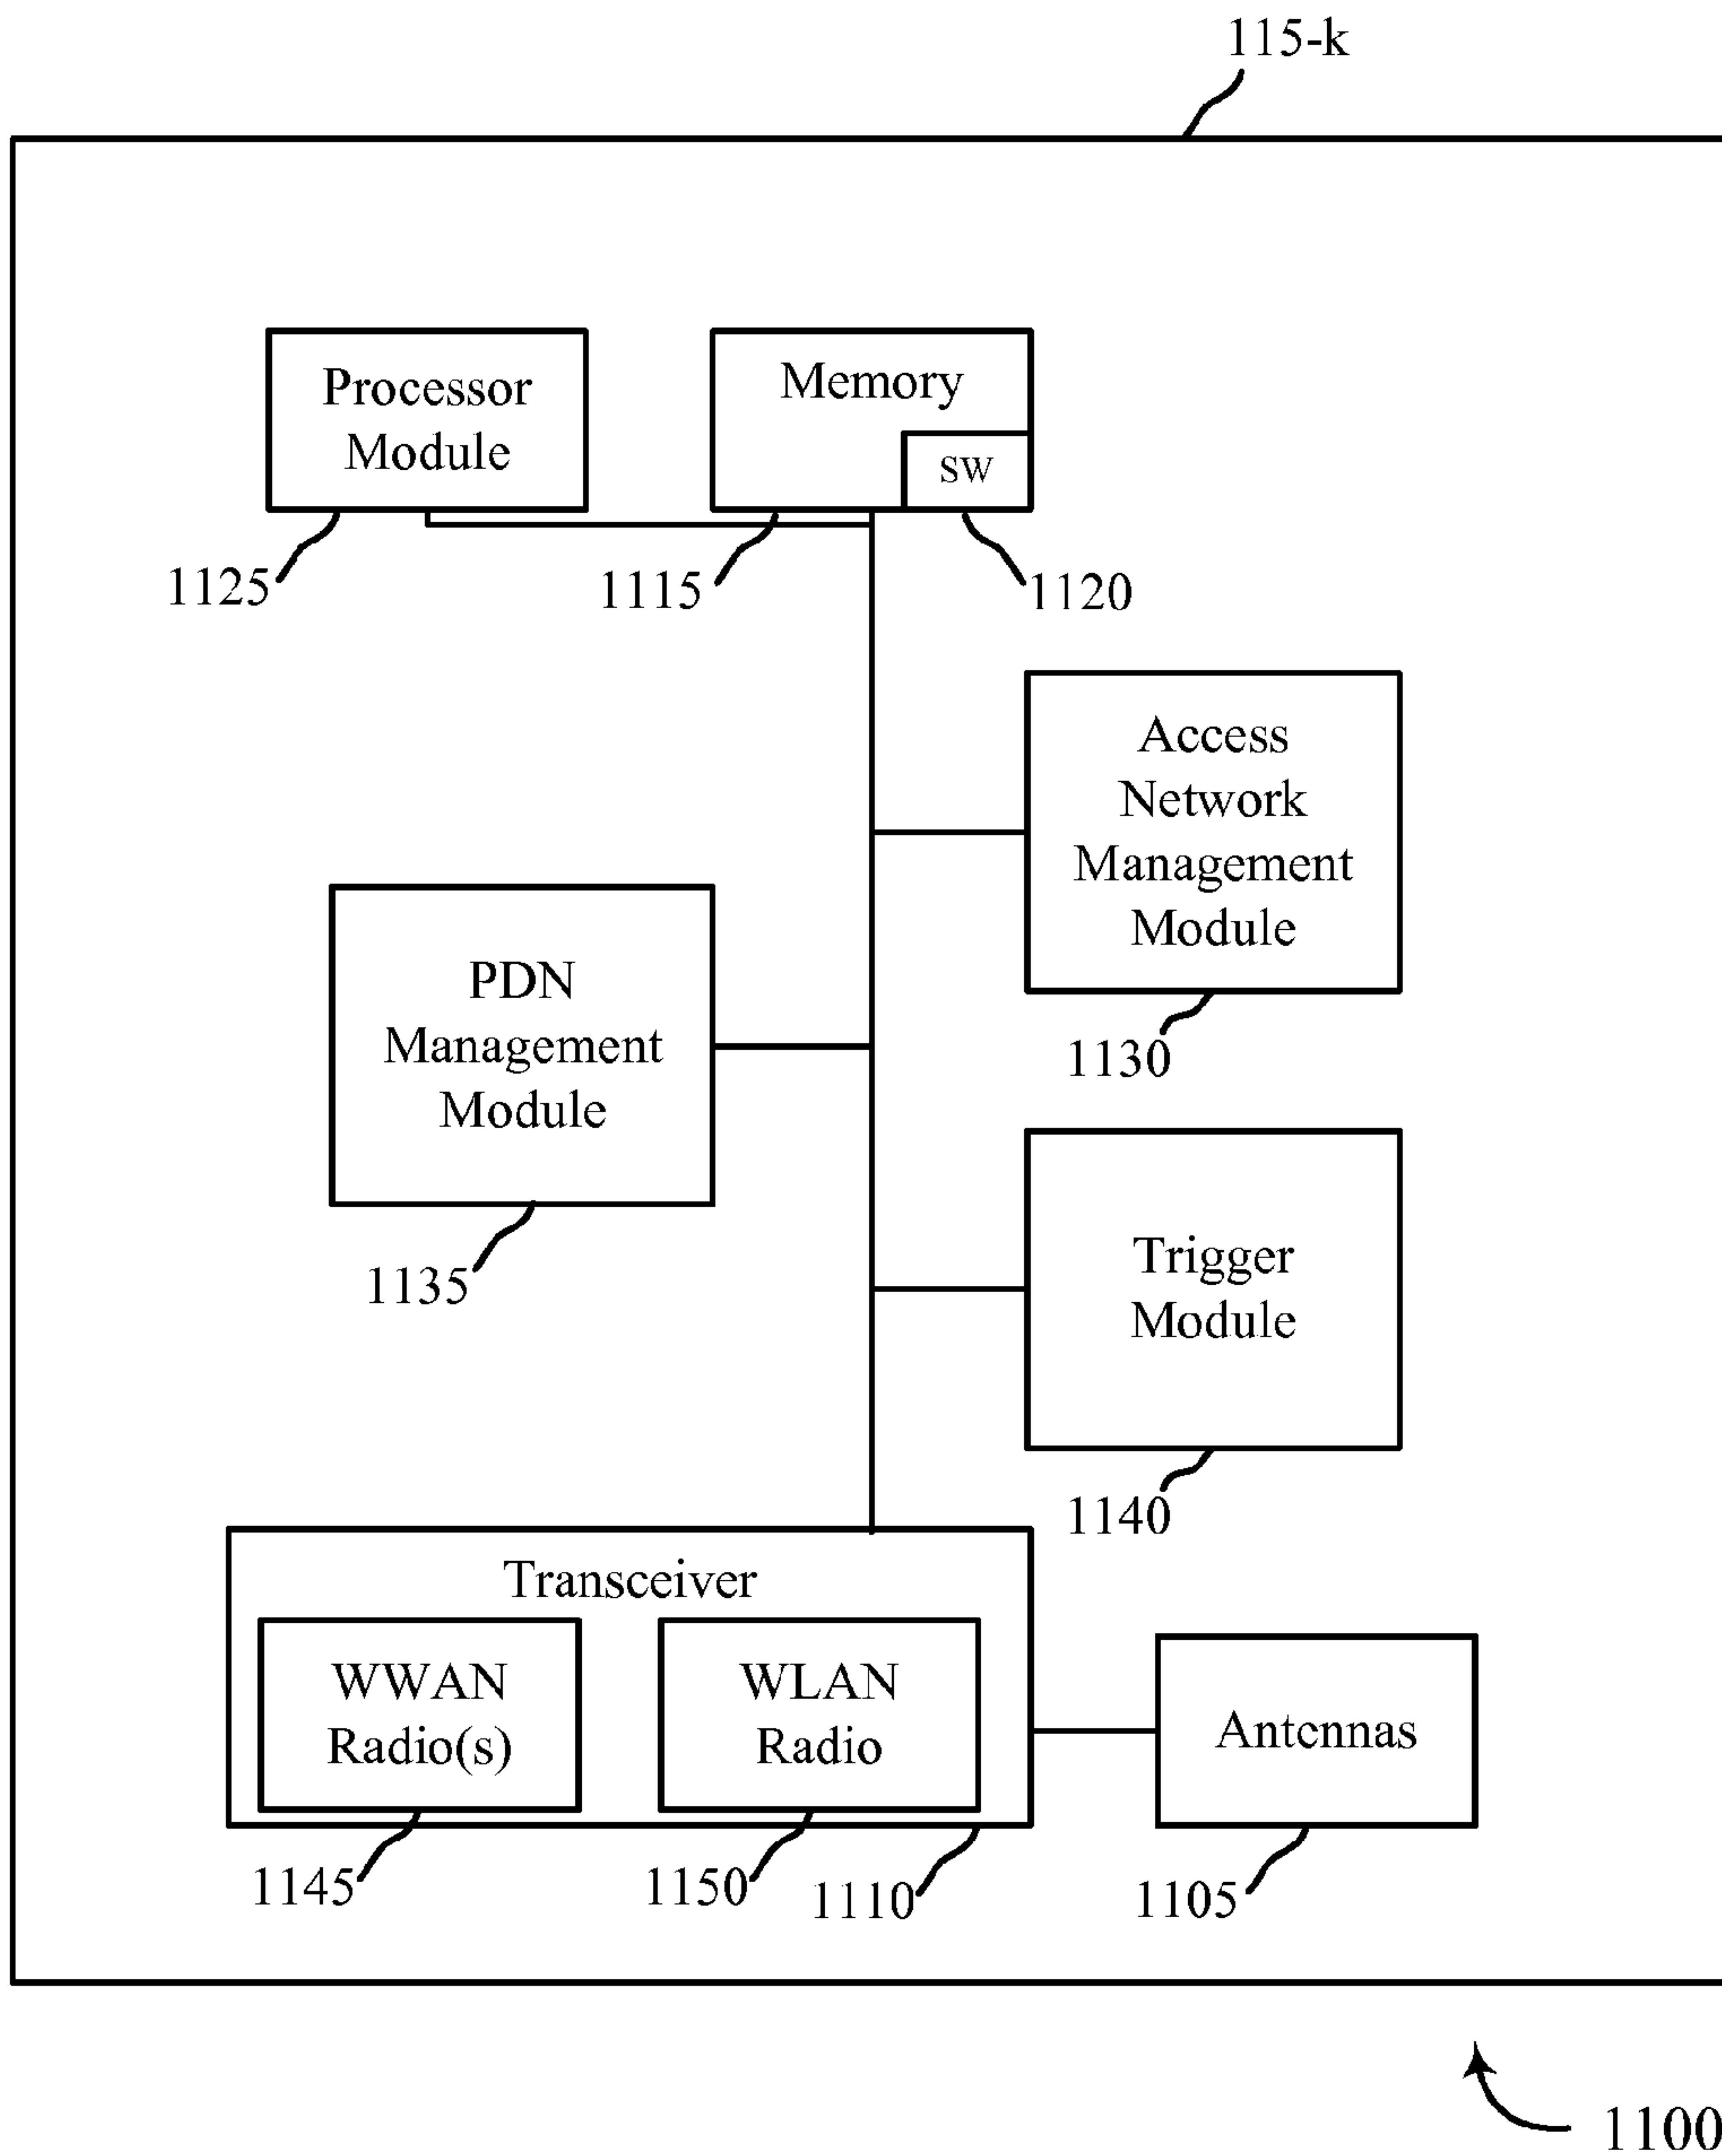 115-k
Processor
Module
Memory
SW
1125
1115
1120
Access
Network
Management
Module
1130
PDN
Management
Module
1135
Trigger
Module
1140
Transceiver
WWAN
Radio(s)
WLAN
Radio
Antennas
1145
1150
1110
1105
1100